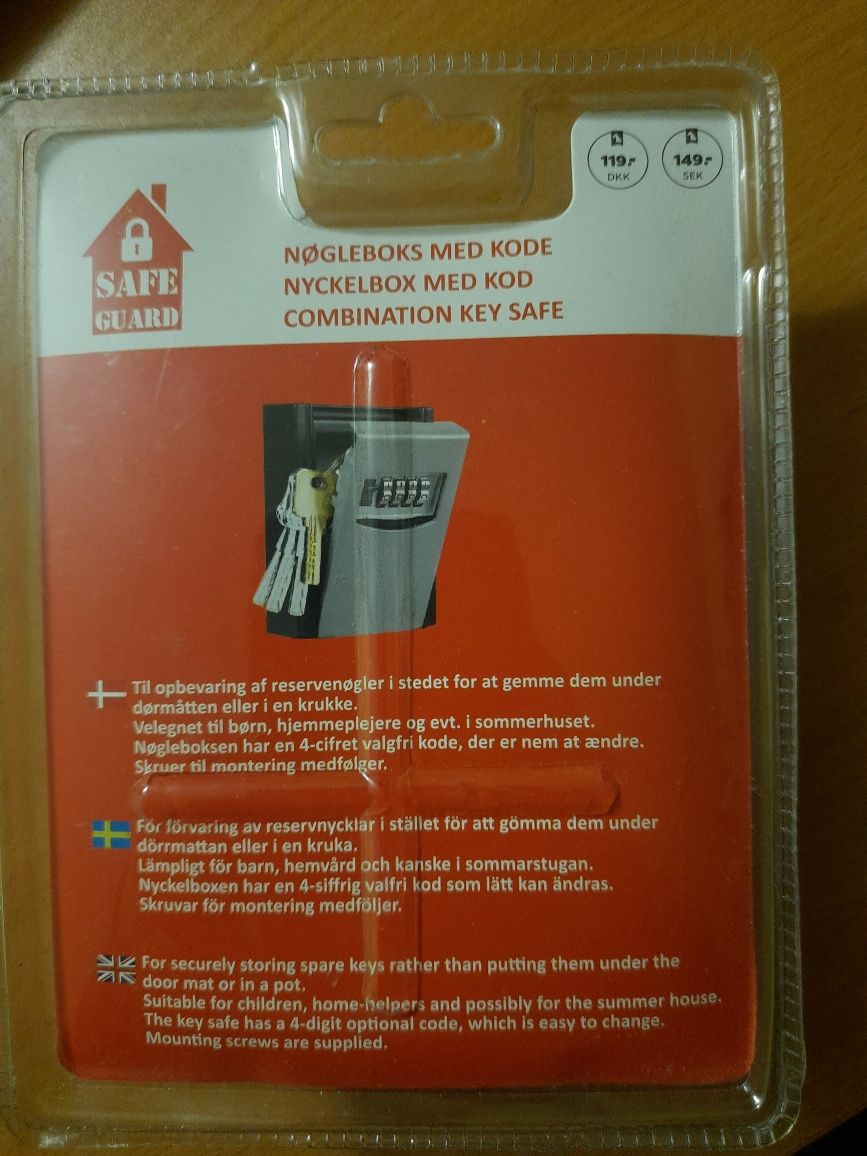 119.-
DKK
149.-
SEK
SAFE
GUARD
NØGLEBOKS MED KODE
NYCKELBOX MED KOD
COMBINATION KEY SAFE
Til opbevaring af reservenøgler i stedet for at gemme dem under
dørmåtten eller i en krukke.
Velegnet til børn, hjemmeplejere og evt. i sommerhuset.
Nøgleboksen har en 4-cifret valgfri kode, der er nem at ændre.
Skruer til montering medfølger.
För förvaring av reservnycklar i stället för att gömma dem under
dörrmattan eller i en kruka.
Lämpligt för barn, hemvård och kanske i sommarstugan.
Nyckelboxen har en 4-siffrig valfri kod som lätt kan ändras.
Skruvar för montering medföljer.
For securely storing spare keys rather than putting them under the
door mat or in a pot.
Suitable for children, home-helpers and possibly for the summer house.
The key safe has a 4-digit optional code, which is easy to change.
Mounting screws are supplied.